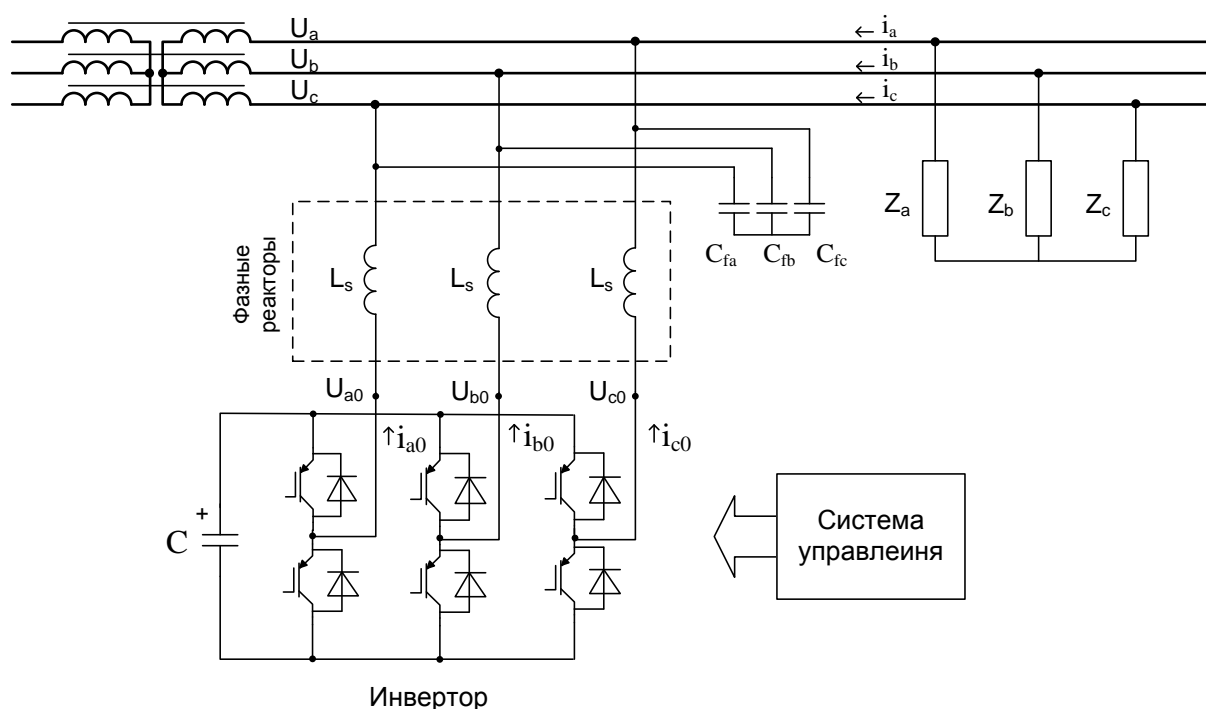 Ua
Ub
Uc
← ia
← ib
← ic
Za
Zb
Zc
Cfa
Cfb
Cfc
Фазные
реакторы
Ls
Ls
Ls
Ua0
Ub0
Uc0
↑ia0
↑ib0
↑ic0
+
C
Система
управлеиня
Инвертор